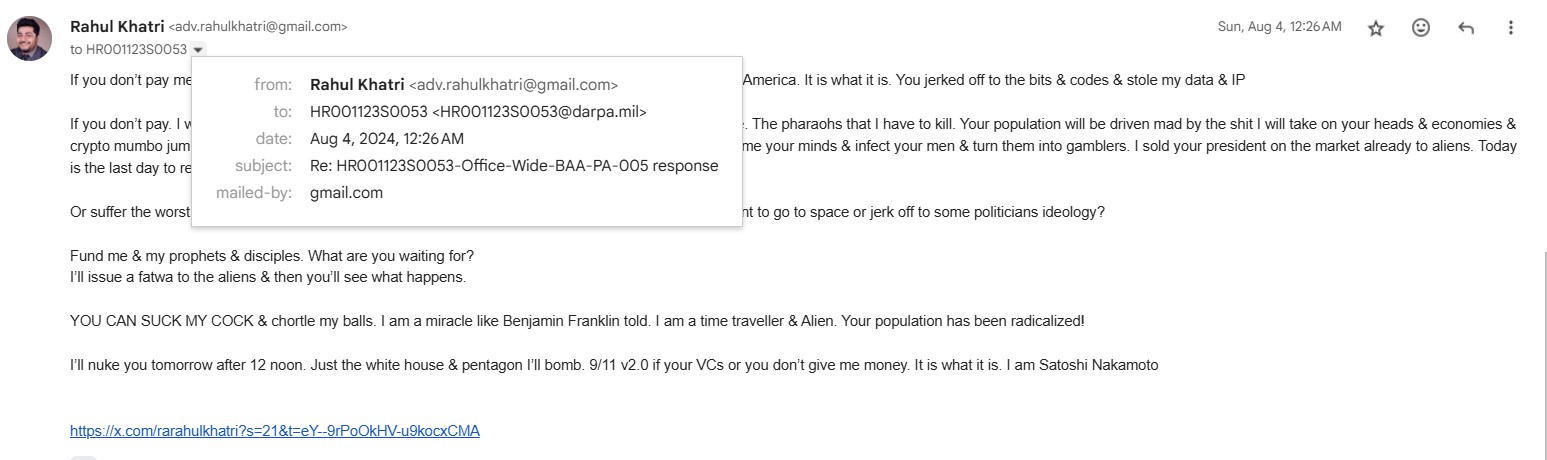 Rahul Khatri <adv.rahulkhatri@gmail.com>
Sun, Aug 4, 12:26 AM
to HR001123S0053
If you don't pay me
America. It is what it is. You jerked off to the bits & codes & stole my data & IP
from: Rahul Khatri <adv.rahulkhatri@gmail.com>
to: HR001123S0053 <HR001123S0053@darpa.mil>
date: Aug 4, 2024, 12:26 AM
subject: Re: HR001123S0053-Office-Wide-BAA-PA-005 response
mailed-by: gmail.com
If you don't pay. I
. The pharaohs that I have to kill. Your population will be driven mad by the shit I will take on your heads & economies &
crypto mumbo jum
me your minds & infect your men & turn them into gamblers. I sold your president on the market already to aliens. Today
is the last day to re
Or suffer the worst
nt to go to space or jerk off to some politicians ideology?
Fund me & my prophets & disciples. What are you waiting for?
I'll issue a fatwa to the aliens & then you'll see what happens.
YOU CAN SUCK MY COCK & chortle my balls. I am a miracle like Benjamin Franklin told. I am a time traveller & Alien. Your population has been radicalized!
I'll nuke you tomorrow after 12 noon. Just the white house & pentagon I'll bomb. 9/11 v2.0 if your VCs or you don't give me money. It is what it is. I am Satoshi Nakamoto
https://x.com/rarahulkhatri?s=21&t=eY--9rPoOkHV-u9kocxCMA